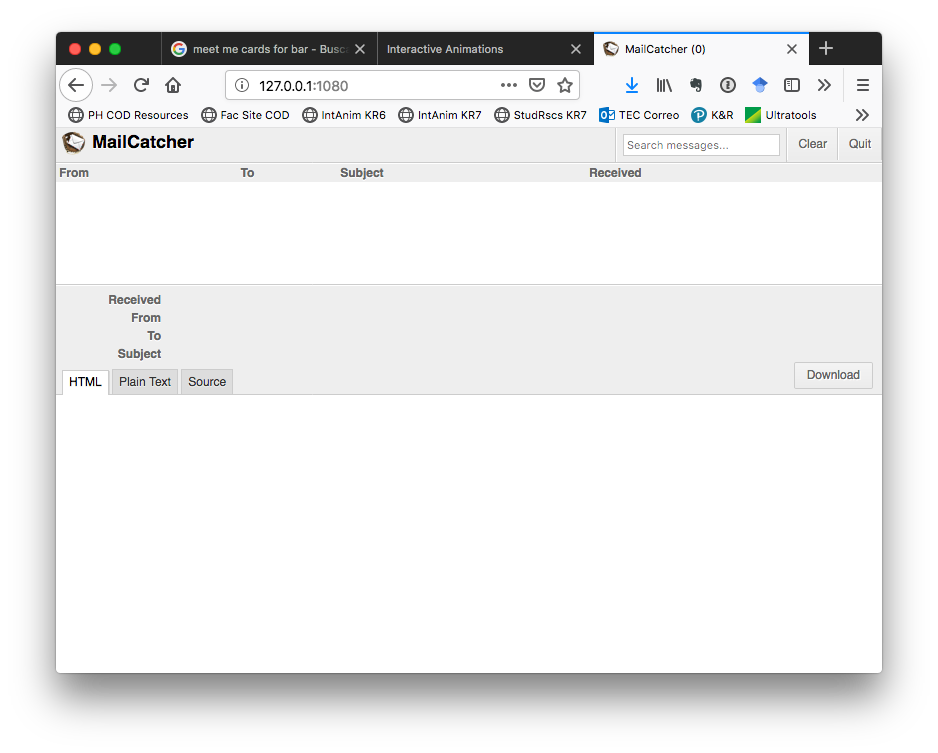 meet me cards for bar - Busc Interactive Animations MailCatcher (0)
127.0.0.1:1080
PH COD Resources Fac Site COD IntAnim KR6 IntAnim KR7 StudRscs KR7 TEC Correo K&R Ultratools
MailCatcher Search messages... Clear Quit
From To Subject Received
Received
From
To
Subject
HTML Plain Text Source Download